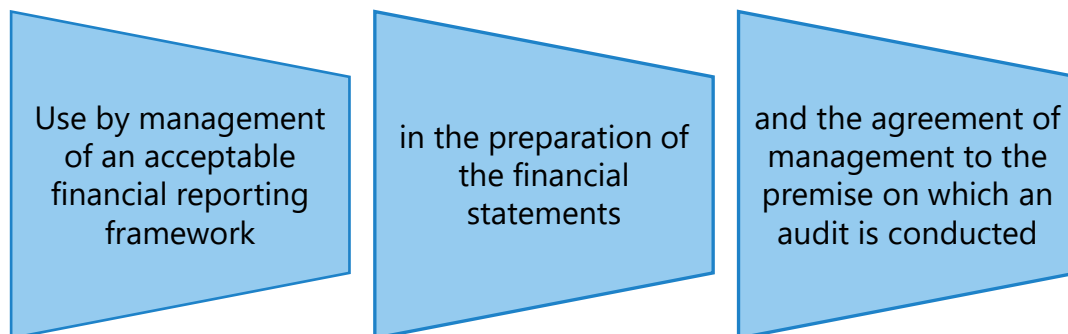 Use by management
of an acceptable
financial reporting
framework
in the preparation of
the financial
statements
and the agreement of
management to the
premise on which an
audit is conducted